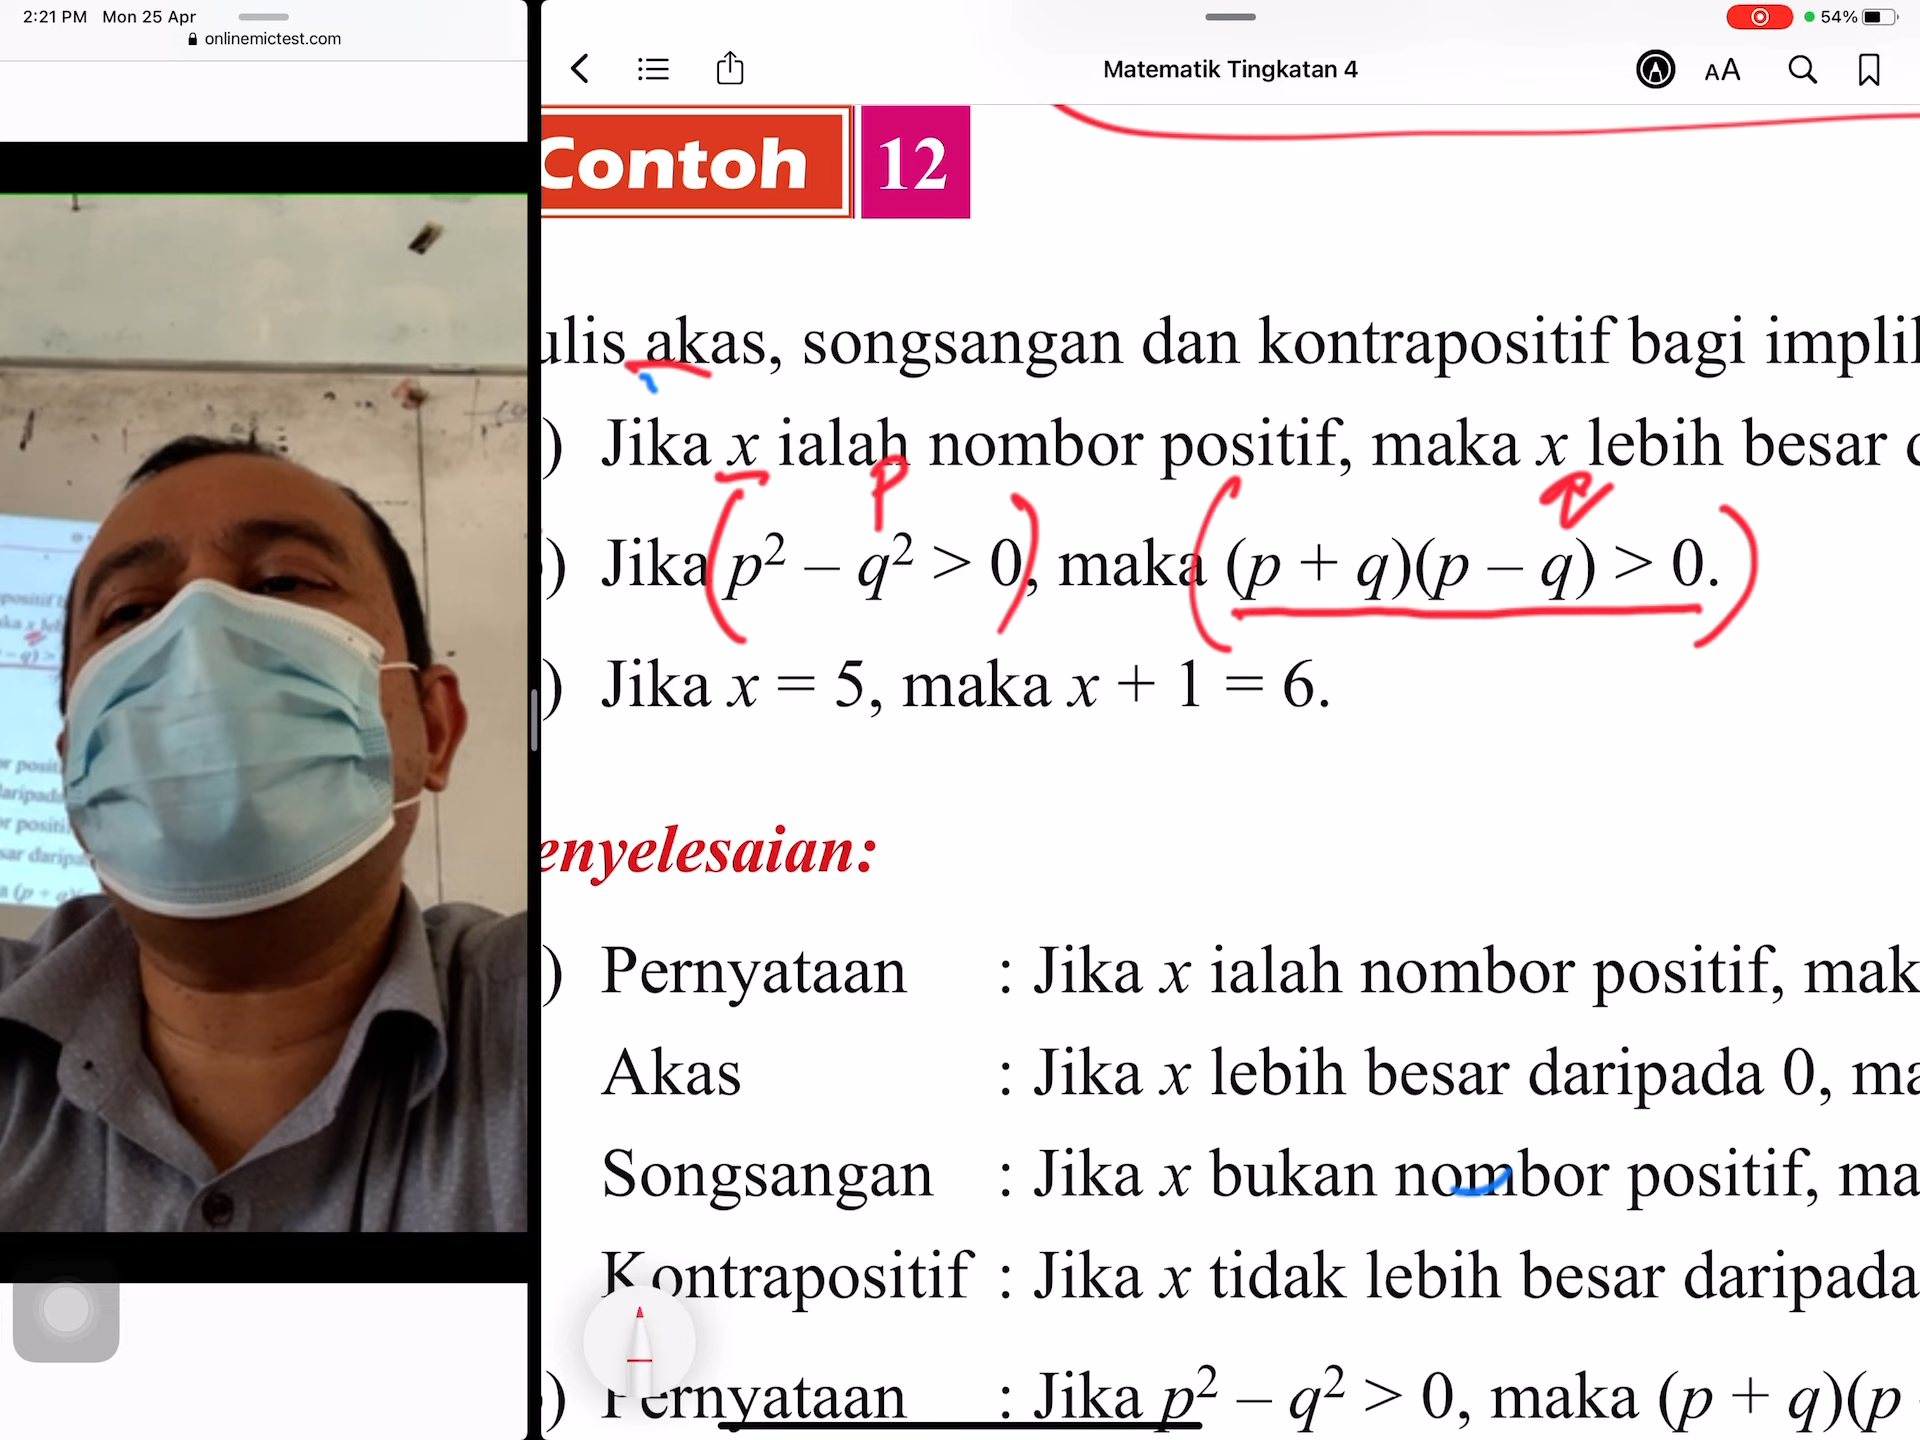 2:21 PM Mon 25 Apr
onlinemictest.com
54%
Matematik Tingkatan 4
AA
Contoh 12
ulis akas, songsangan dan kontrapositif bagi impli
) Jika x ialah nombor positif, maka x lebih besar
p q
) Jika p² – q² > 0, maka (p + q)(p – q) > 0.
) Jika x = 5, maka x + 1 = 6.
enyelesaian:
) Pernyataan : Jika x ialah nombor positif, mak
Akas : Jika x lebih besar daripada 0, ma
Songsangan : Jika x bukan nombor positif, ma
Kontrapositif : Jika x tidak lebih besar daripada
) Pernyataan : Jika p² – q² > 0, maka (p + q)(p